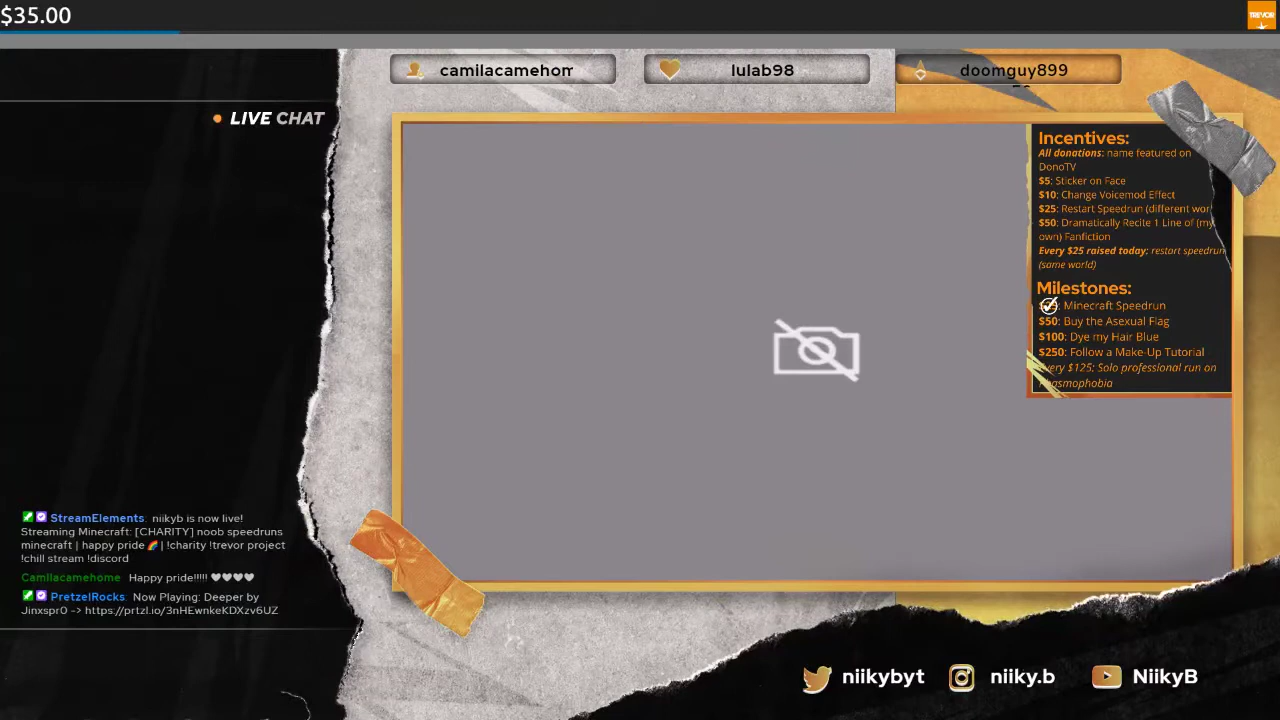 $35.00
TREVOR
camilacamehom
lulab98
doomguy899
LIVE CHAT
Incentives:
All donations: name featured on
DonoTV
$5: Sticker on Face
$10: Change Voicemod Effect
$25: Restart Speedrun (different wor
$50: Dramatically Recite 1 Line of (my
own) Fanfiction
Every $25 raised today: restart speedrun
(same world)
Milestones:
: Minecraft Speedrun
$50: Buy the Asexual Flag
$100: Dye my Hair Blue
$250: Follow a Make-Up Tutorial
Every $125: Solo professional run on
Phasmophobia
StreamElements: niikyb is now live!
Streaming Minecraft: [CHARITY] noob speedruns
minecraft | happy pride 🌈 | !charity !trevor project
!chill stream !discord
Camilacamehome Happy pride!!!!! ♥♥♥♥
PretzelRocks: Now Playing: Deeper by
Jinxspr0 -> https://prtzl.io/3nHEwnkeKDXzv6UZ
niikybyt
niiky.b
NiikyB